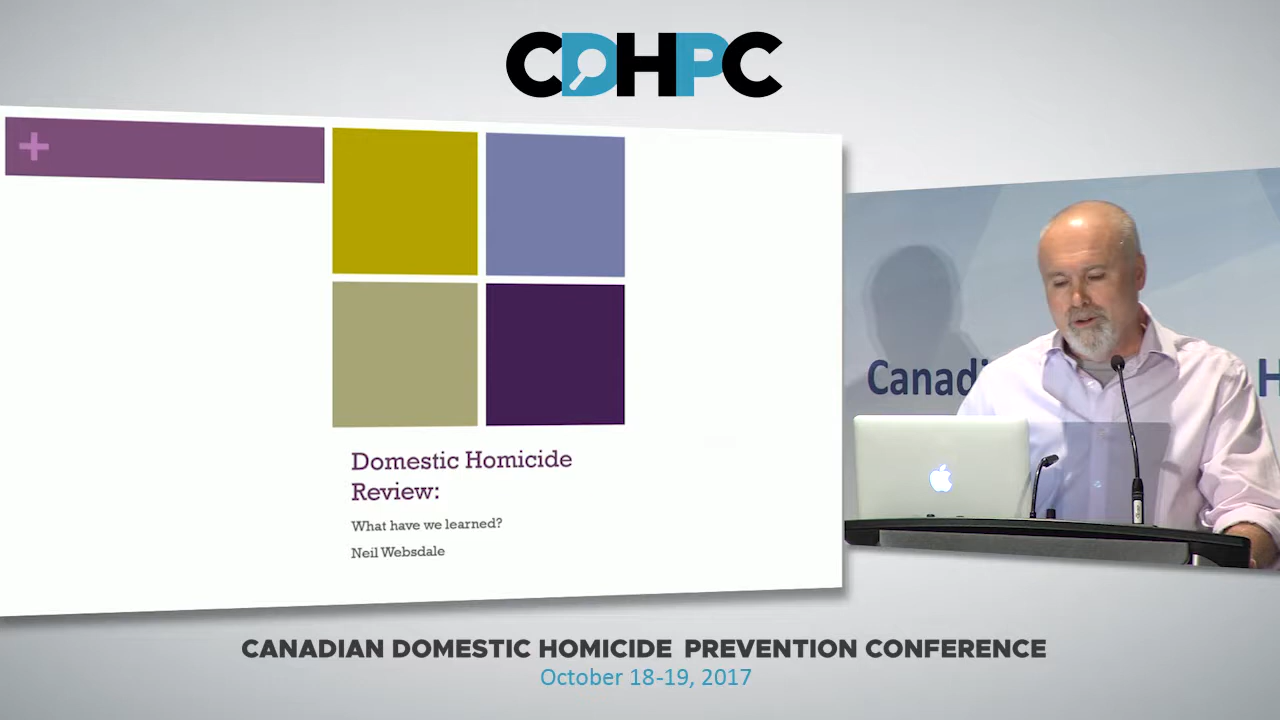 CDHPC
+
Domestic Homicide
Review:
What have we learned?
Neil Websdale
Canad
H
CANADIAN DOMESTIC HOMICIDE PREVENTION CONFERENCE
October 18-19, 2017